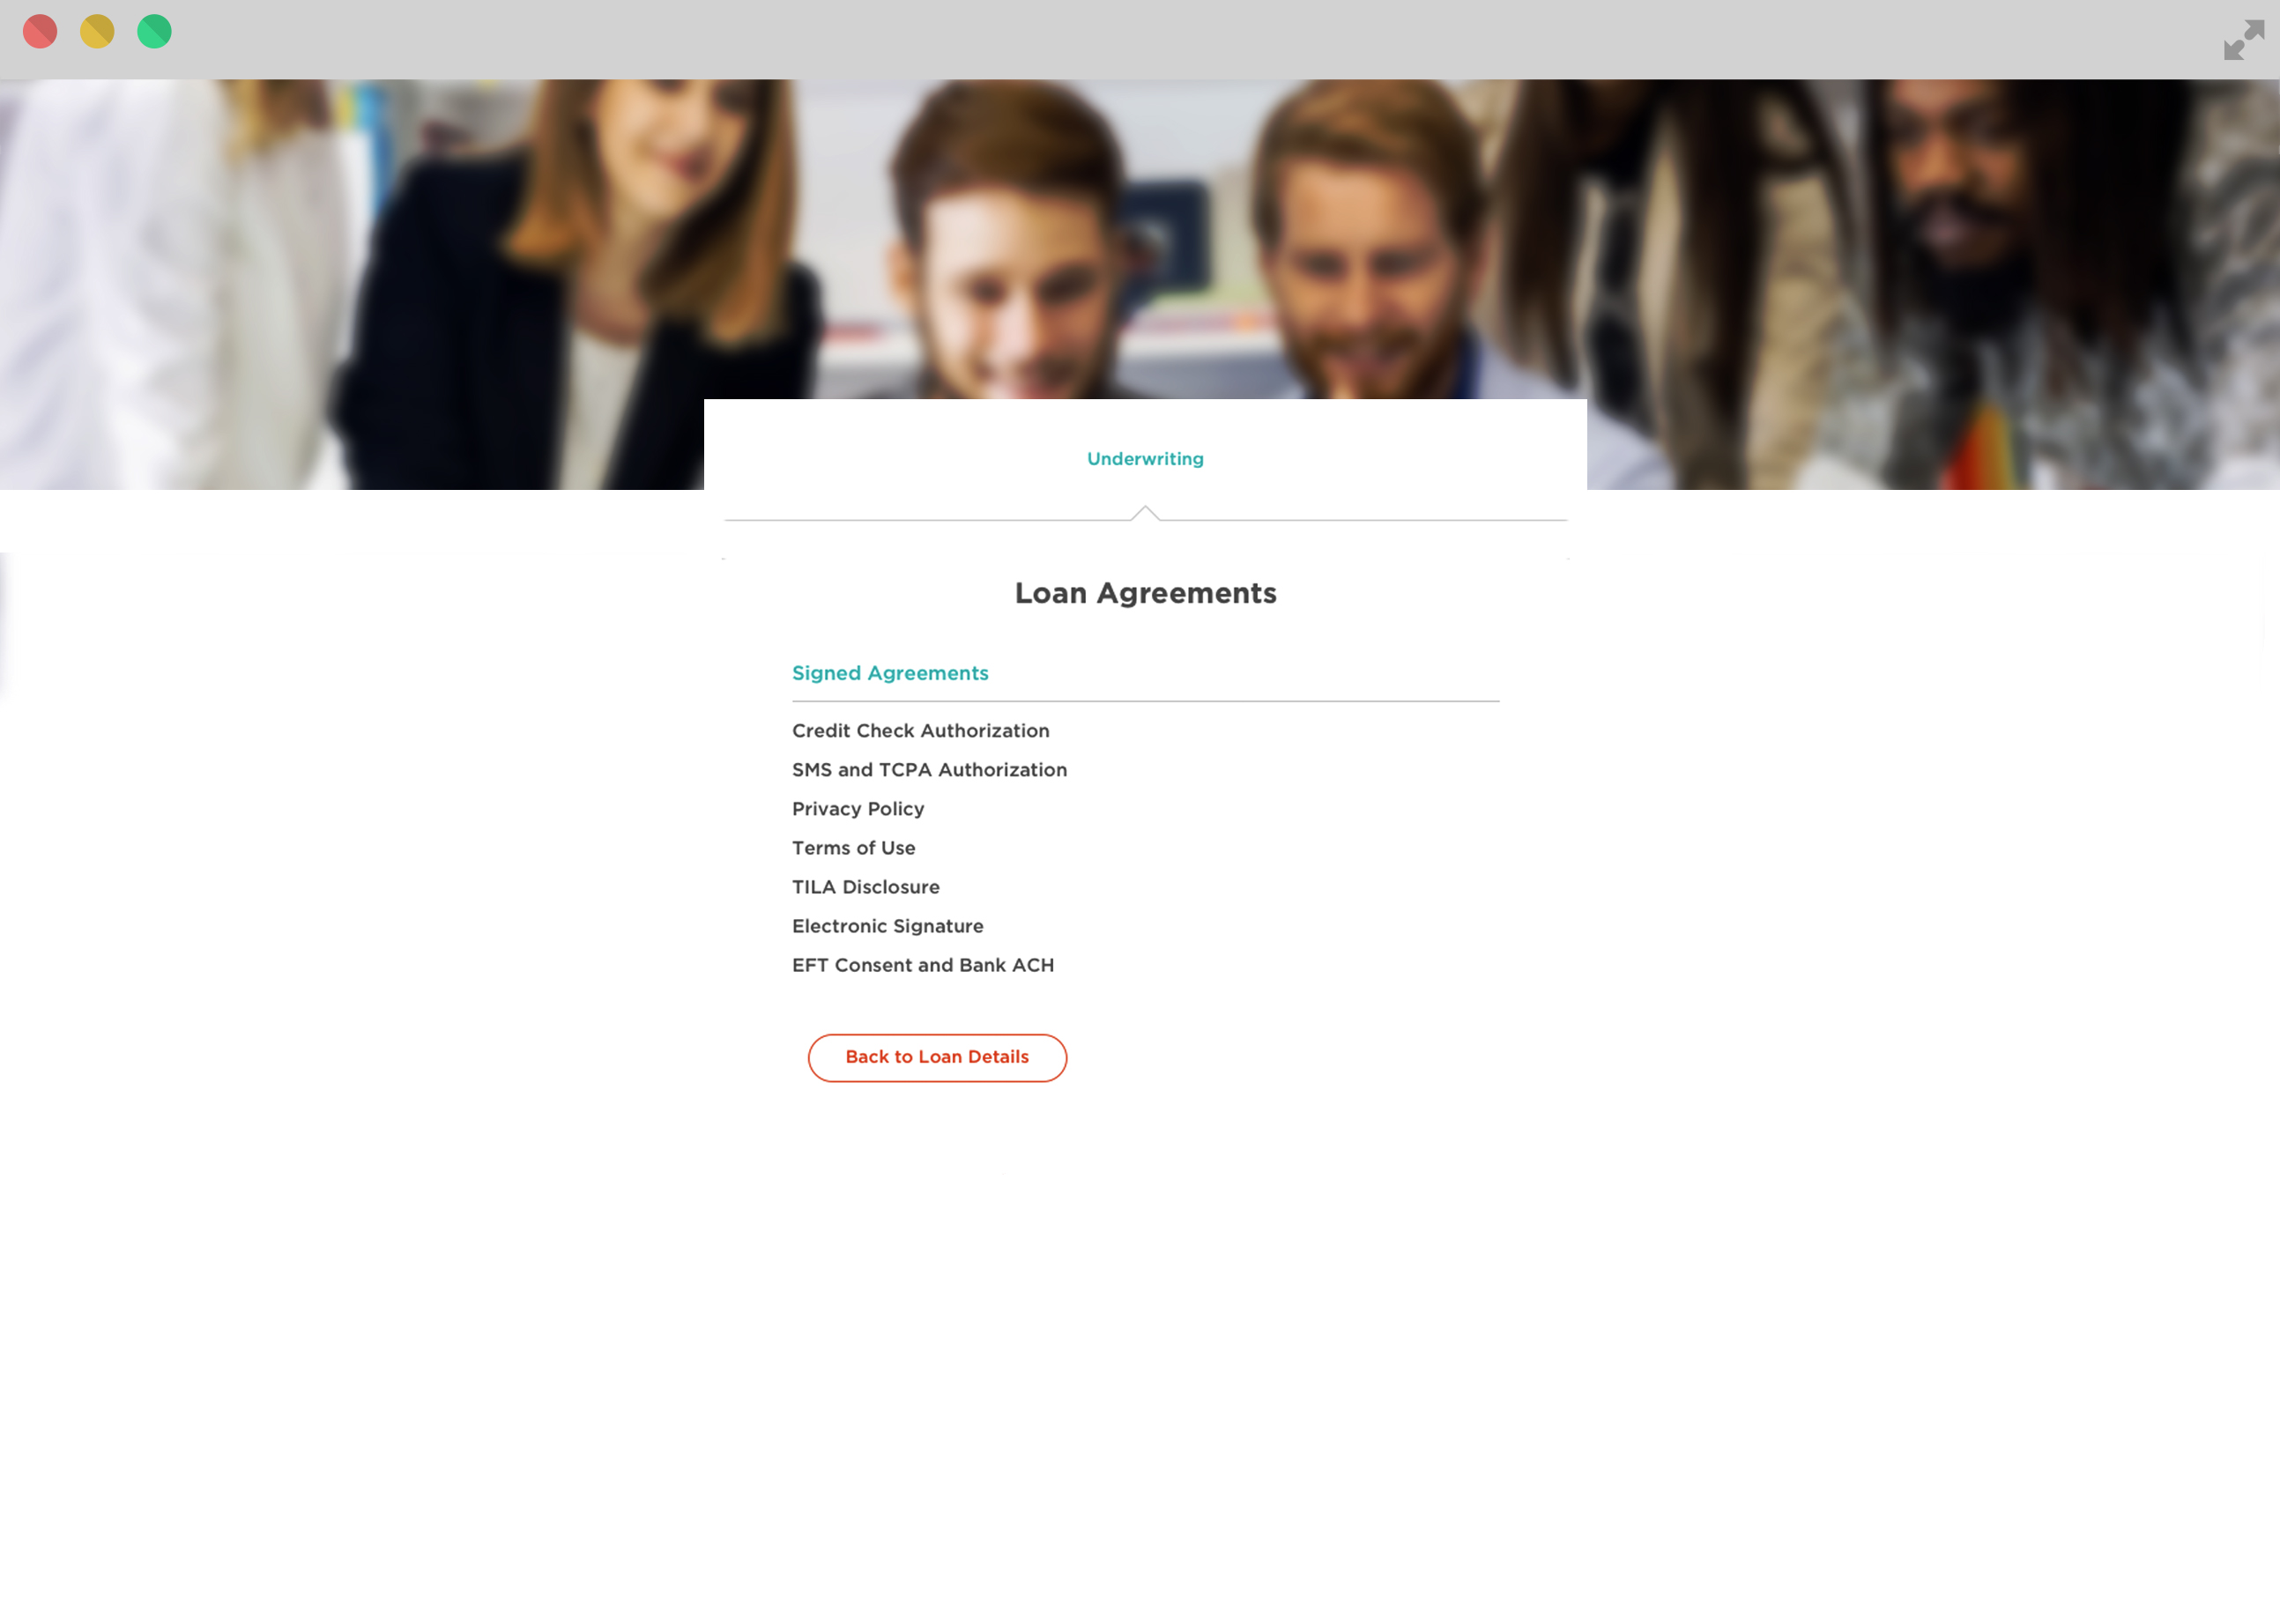 Underwriting
Loan Agreements
Signed Agreements
Credit Check Authorization
SMS and TCPA Authorization
Privacy Policy
Terms of Use
TILA Disclosure
Electronic Signature
EFT Consent and Bank ACH
Back to Loan Details